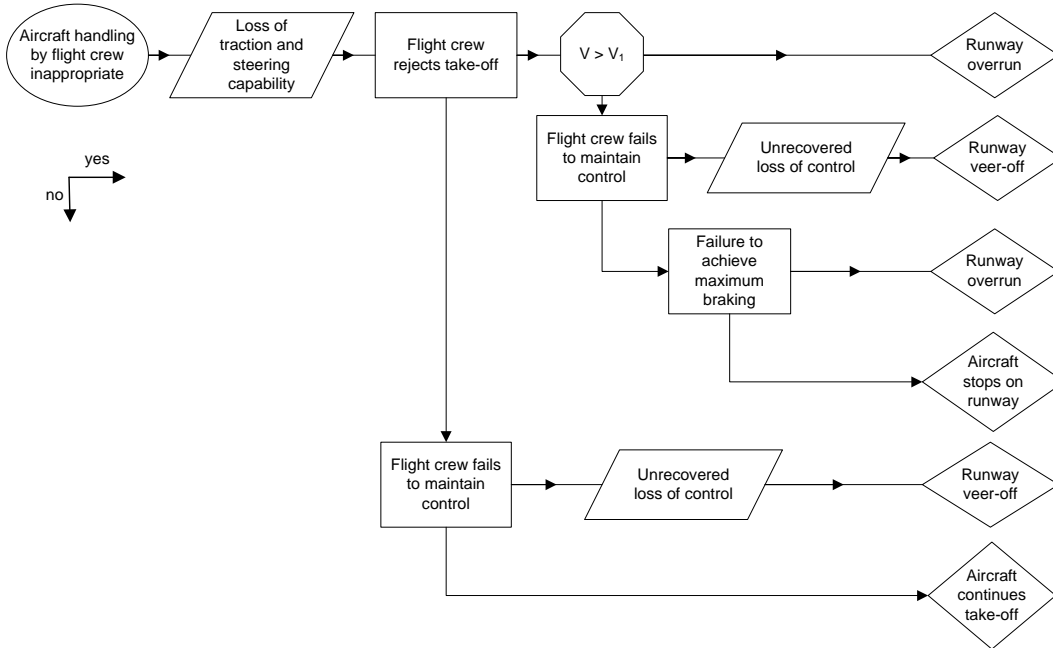 Aircraft handling
by flight crew
inappropriate
Loss of
traction and
steering
capability
Flight crew
rejects take-off
V > V₁
Runway
overrun
Flight crew fails
to maintain
control
Unrecovered
loss of control
Runway
veer-off
yes
no
Failure to
achieve
maximum
braking
Runway
overrun
Aircraft
stops on
runway
Flight crew fails
to maintain
control
Unrecovered
loss of control
Runway
veer-off
Aircraft
continues
take-off